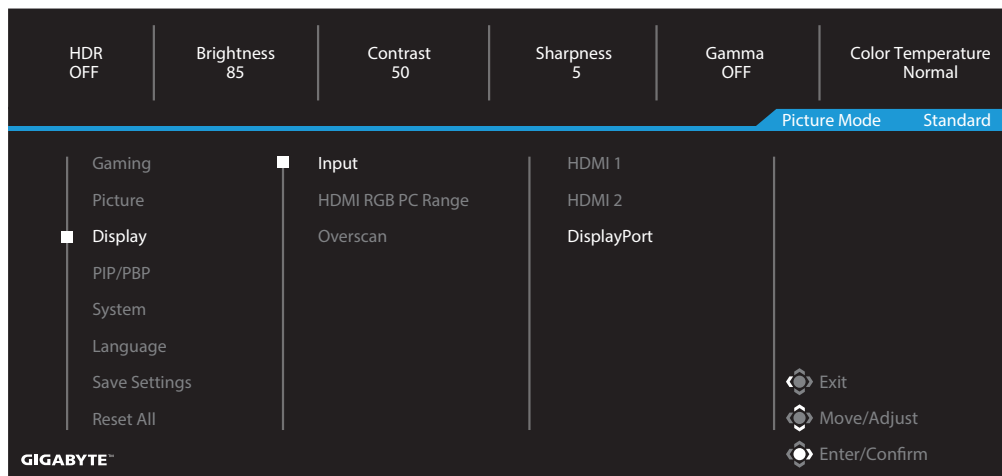 HDR Brightness Contrast Sharpness Gamma Color Temperature
OFF 85 50 5 OFF Normal
Picture Mode Standard
Gaming Input HDMI 1
Picture HDMI RGB PC Range HDMI 2
Display Overscan DisplayPort
PIP/PBP
System
Language
Save Settings Exit
Reset All Move/Adjust
GIGABYTE™ Enter/Confirm